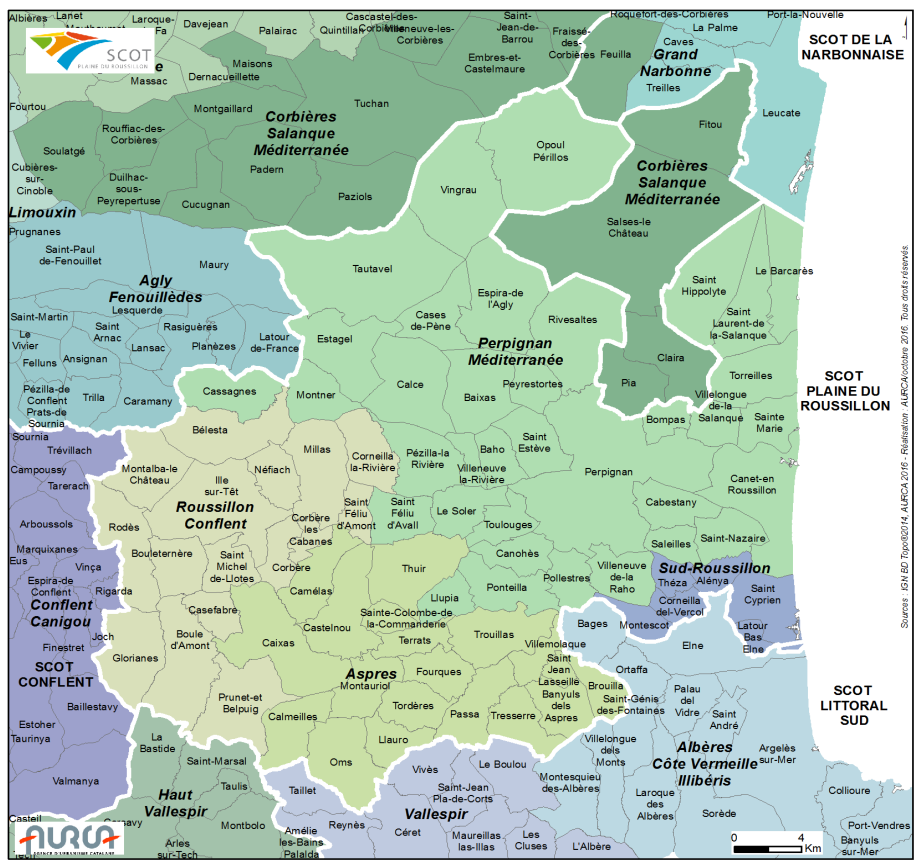 Albières
Lanet
Laroque-
de-Fa
Davejean
Palairac
Quintillan
Cascastel-des-
Corbières
Villeneuve-les-
Corbières
Saint-
Jean-de-
Barrou
Fraissé-
des-
Corbières
Feuilla
Roquefort-des-Corbières
La Palme
Port-la-Nouvelle
SCOT DE LA
NARBONNAISE
SCOT
PLAINE DU ROUSSILLON
Massac
Maisons
Dernacueillette
Embres-et-
Castelmaure
Caves
Grand
Narbonne
Treilles
Fourtou
Montgaillard
Tuchan
Leucate
Rouffiac-des-
Corbières
Corbières
Salanque
Méditerranée
Fitou
Soulatgé
Opoul
Périllos
Cubières-
sur-
Cinoble
Duilhac-
sous-
Peyrepertuse
Padern
Cucugnan
Paziols
Vingrau
Corbières
Salanque
Méditerranée
Limouxin
Prugnanes
Salses-le
Château
Saint-Paul
de-Fenouillet
Maury
Tautavel
Le Barcarès
Agly
Fenouillèdes
Lesquerde
Saint
Hippolyte
Espira-de
l'Agly
Saint-Martin
Saint
Arnac
Rasiguères
Cases
de-Pène
Rivesaltes
Saint
Laurent-de
la-Salanque
Le
Vivier
Lansac
Planèzes
Latour
de-France
Estagel
Perpignan
Méditerranée
Felluns
Ansignan
Claira
Pia
Torreilles
Pézilla-de
Conflent
Prats-de
Sournia
Trilla
Caramany
Cassagnes
Montner
Calce
Peyrestortes
Baixas
Villelongue
de-la
Salanque
SCOT
PLAINE DU
ROUSSILLON
Sournia
Bélesta
Bompas
Sainte
Marie
Trévillach
Millas
Saint
Estève
Baho
Campoussy
Montalba-le
Château
Néfiach
Corneilla
la-Rivière
Pézilla-la
Rivière
Villeneuve
la-Rivière
Perpignan
Tarerach
Ille
sur-Têt
Canet-en
Roussillon
Roussillon
Conflent
Saint
Féliu
d'Amont
Saint
Féliu
d'Avall
Le Soler
Cabestany
Arboussols
Rodès
Corbère
les
Cabanes
Toulouges
Marquixanes
Eus
Bouleternère
Saint
Michel
de-Llotes
Corbère
Canohès
Saleilles
Saint-Nazaire
Vinça
Thuir
Villeneuve
de-la
Raho
Sud-Roussillon
Espira-de
Conflent
Rigarda
Camélas
Ponteilla
Pollestres
Théza
Alénya
Saint
Cyprien
Conflent
Canigou
Casefabre
Llupia
Sainte-Colombe-de
la-Commanderie
Corneilla
del-Vercol
Joch
Boule
d'Amont
Castelnou
Terrats
Trouillas
Bages
Montescot
Latour
Bas
Elne
Finestret
Glorianes
Caixas
Villemolaque
Elne
SCOT
CONFLENT
Aspres
Montauriol
Fourques
Saint
Jean
Lasseille
Banyuls
dels
Aspres
Ortaffa
Brouilla
Saint-Génis
des-Fontaines
Palau
del
Vidre
SCOT
LITTORAL
SUD
Baillestavy
Prunet-et
Belpuig
Calmeilles
Tordères
Passa
Tresserre
Saint
André
Estoher
Taurinya
La
Bastide
Llauro
Villelongue
dels
Monts
Albères
Côte Vermeille
Illibéris
Argelès
sur-Mer
Saint-Marsal
Oms
Le Boulou
Vivès
Valmanya
Taulis
Taillet
Saint-Jean
Pla-de-Corts
Montesquieu
des-Albères
Collioure
Haut
Vallespir
Vallespir
Laroque
des
Albères
Sorède
Casteil
Montbolo
Amélie
les-Bains
Palalda
Reynès
Céret
Maureillas
las-Illas
Les
Cluses
L'Albère
Port-Vendres
Arles
sur-Tech
Banyuls
sur-Mer
AURCA
AGENCE D'URBANISME CATALANE
0 4
Km
Sources : IGN BD Topo®2014, AURCA 2016 - Réalisation : AURCA/octobre 2016. Tous droits réservés.